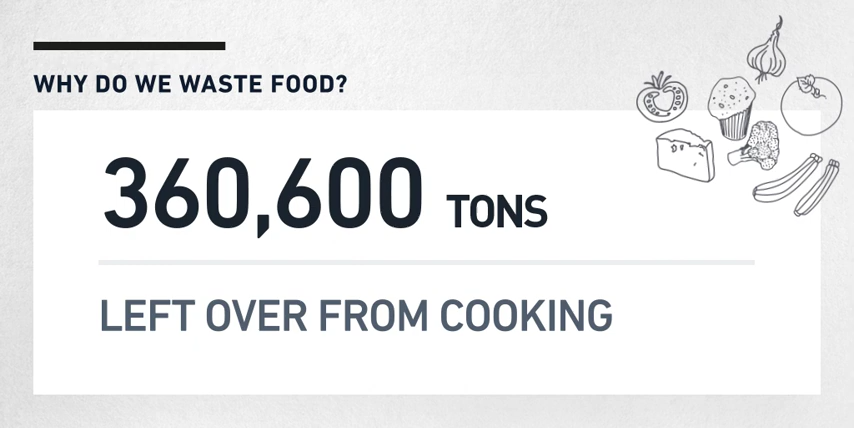 WHY DO WE WASTE FOOD?
360,600 TONS
LEFT OVER FROM COOKING